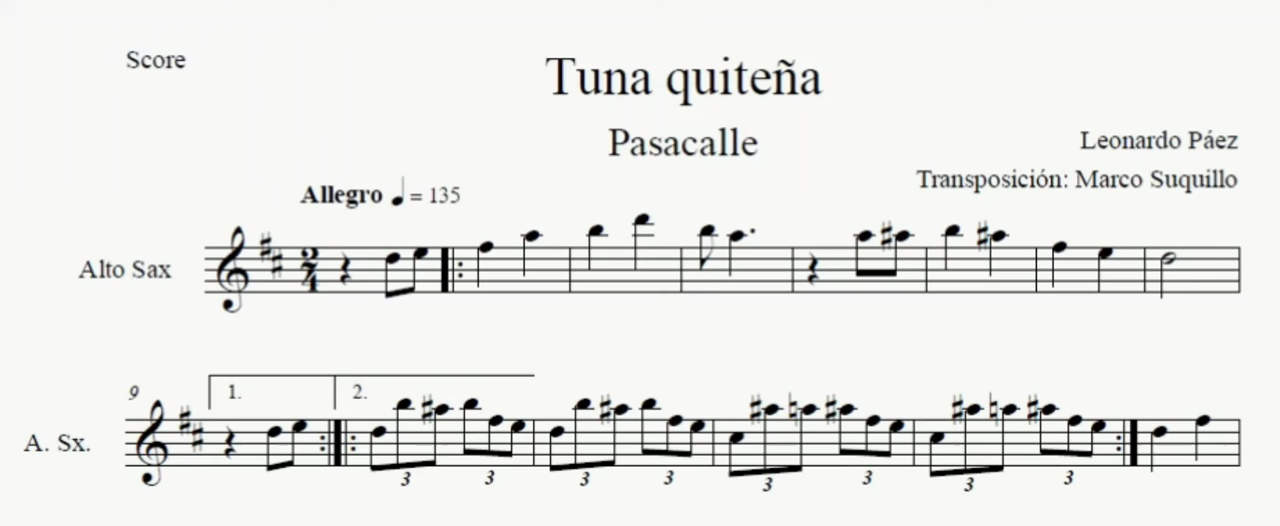 Score
Tuna quiteña
Pasacalle
Leonardo Páez
Transposición: Marco Suquillo
Allegro ♩ = 135
Alto Sax
2
4
9
1.
2.
A. Sx.
3 3 3 3 3 3 3 3